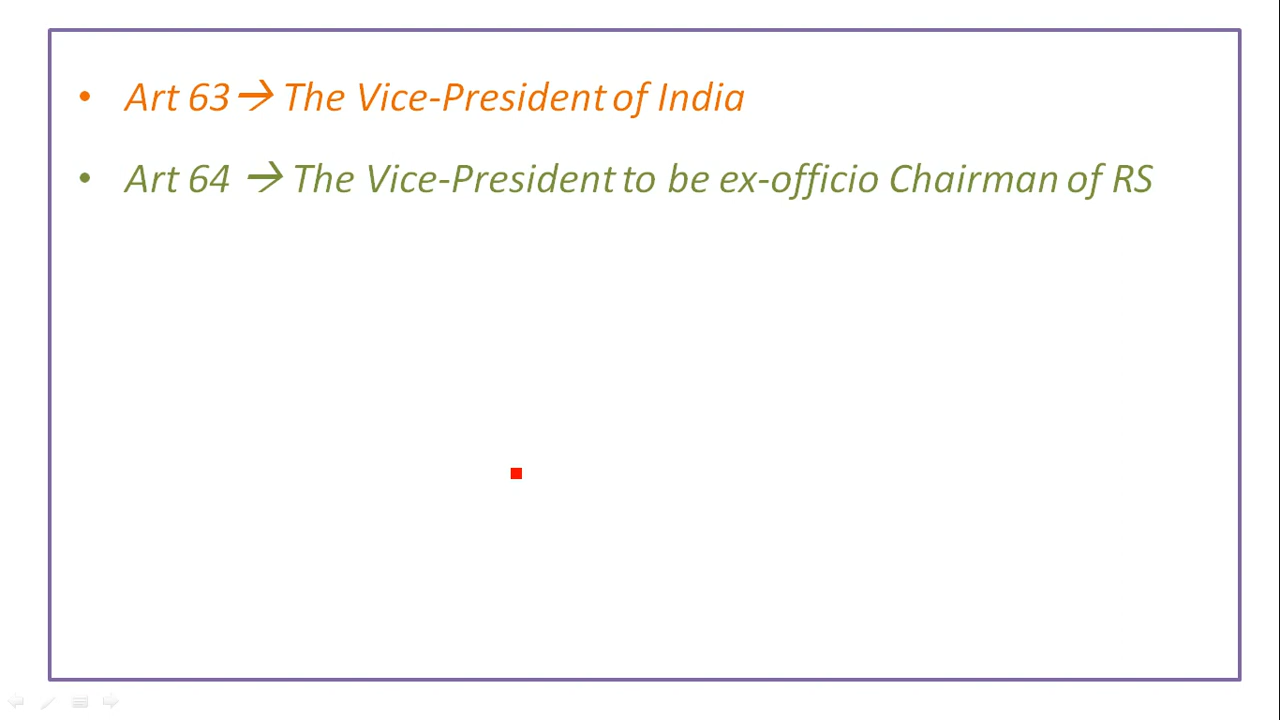 • Art 63→ The Vice-President of India
• Art 64 → The Vice-President to be ex-officio Chairman of RS